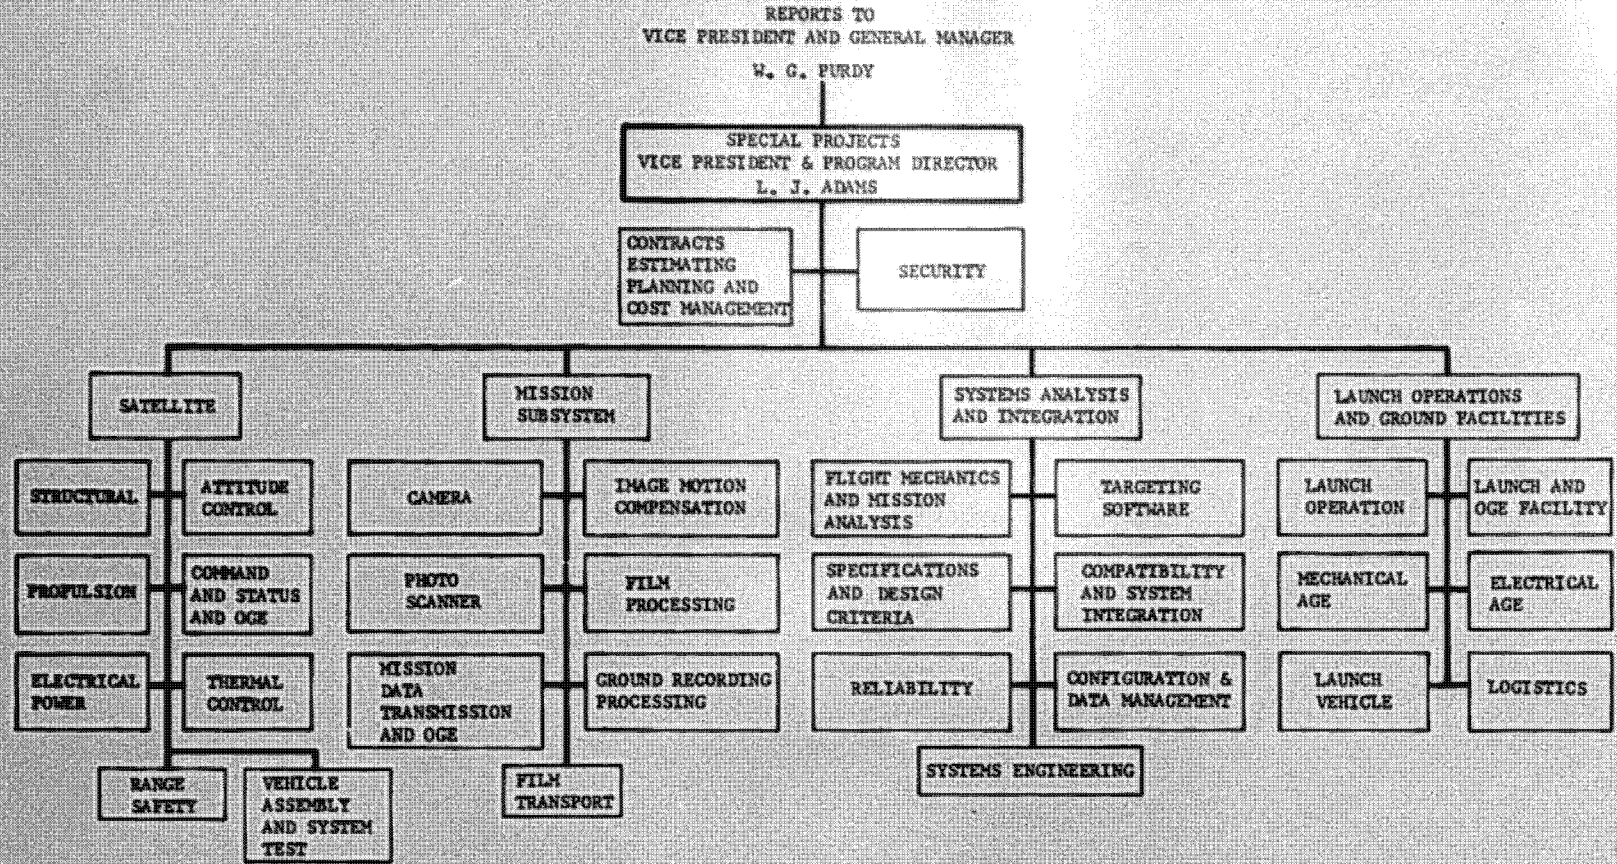 REPORTS TO
VICE PRESIDENT AND GENERAL MANAGER
W. G. PURDY
SPECIAL PROJECTS
VICE PRESIDENT & PROGRAM DIRECTOR
L. J. ADAMS
CONTRACTS
ESTIMATING
PLANNING AND
COST MANAGEMENT
SECURITY
SATELLITE
MISSION
SUBSYSTEM
SYSTEMS ANALYSIS
AND INTEGRATION
LAUNCH OPERATIONS
AND GROUND FACILITIES
STRUCTURAL
ATTITUDE
CONTROL
CAMERA
IMAGE MOTION
COMPENSATION
FLIGHT MECHANICS
AND MISSION
ANALYSIS
TARGETING
SOFTWARE
LAUNCH
OPERATION
LAUNCH AND
OGE FACILITY
PROPULSION
COMMAND
AND STATUS
AND OGE
PHOTO
SCANNER
FILM
PROCESSING
SPECIFICATIONS
AND DESIGN
CRITERIA
COMPATIBILITY
AND SYSTEM
INTEGRATION
MECHANICAL
AGE
ELECTRICAL
AGE
ELECTRICAL
POWER
THERMAL
CONTROL
MISSION
DATA
TRANSMISSION
AND OGE
GROUND RECORDING
PROCESSING
RELIABILITY
CONFIGURATION &
DATA MANAGEMENT
LAUNCH
VEHICLE
LOGISTICS
RANGE
SAFETY
VEHICLE
ASSEMBLY
AND SYSTEM
TEST
FILM
TRANSPORT
SYSTEMS ENGINEERING